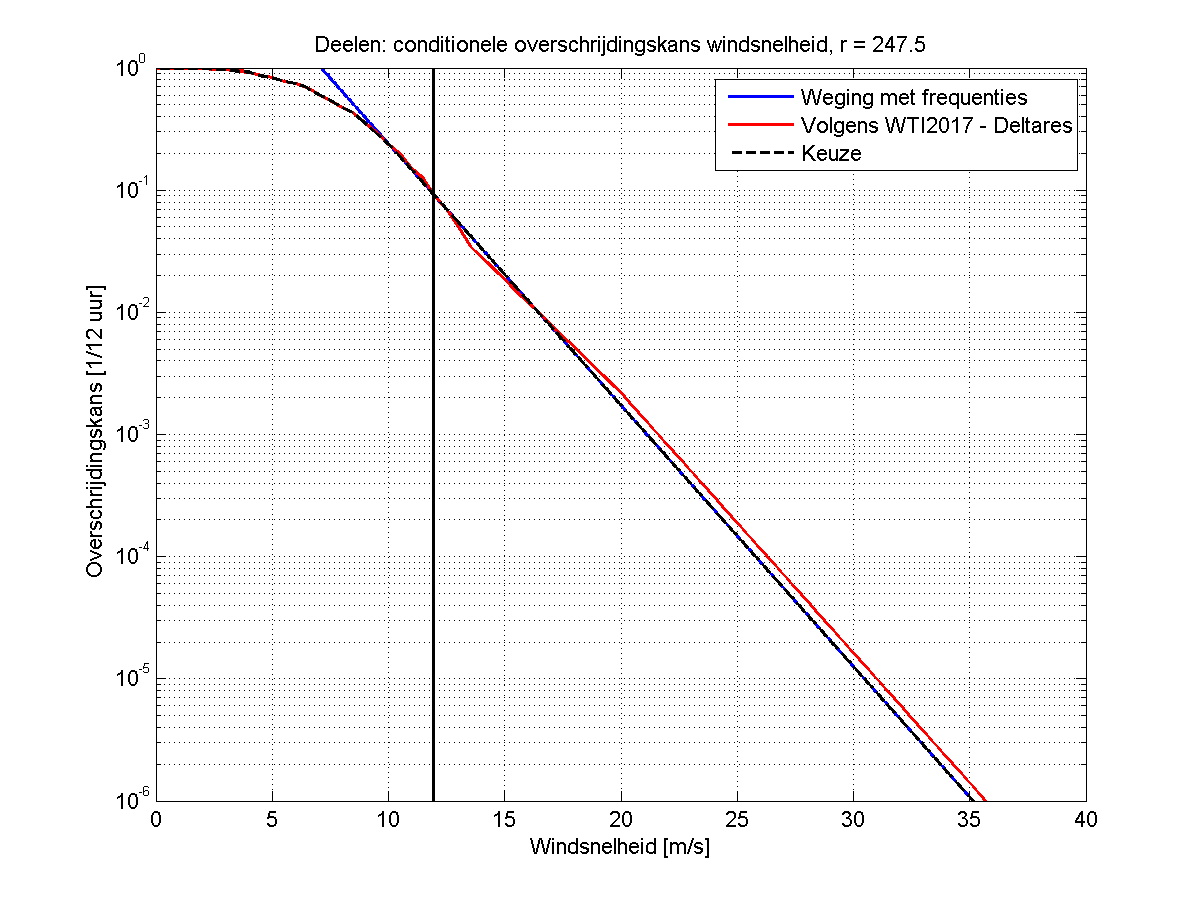 Deelen: conditionele overschrijdingskans windsnelheid, r = 247.5
Weging met frequenties
Volgens WTI2017 - Deltares
Keuze
Overschrijdingskans [1/12 uur]
10^0
10^-1
10^-2
10^-3
10^-4
10^-5
10^-6
0 5 10 15 20 25 30 35 40
Windsnelheid [m/s]